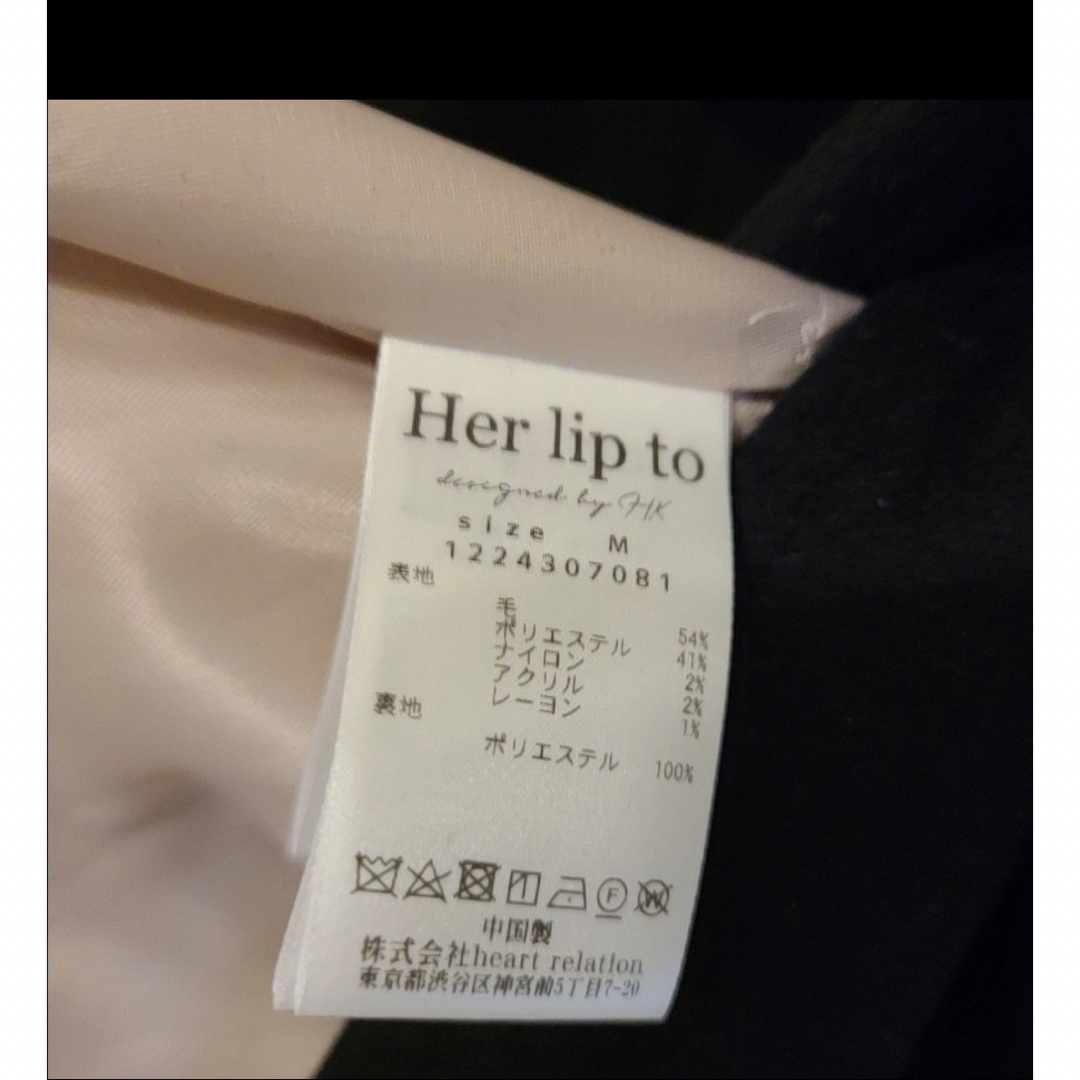 Her lip to
designed by HK
size M
1224307081
表地
毛 54%
ポリエステル 41%
ナイロン 2%
アクリル 2%
レーヨン 1%
裏地
ポリエステル 100%
F W
中国製
株式会社heart relation
東京都渋谷区神宮前5丁目7-20